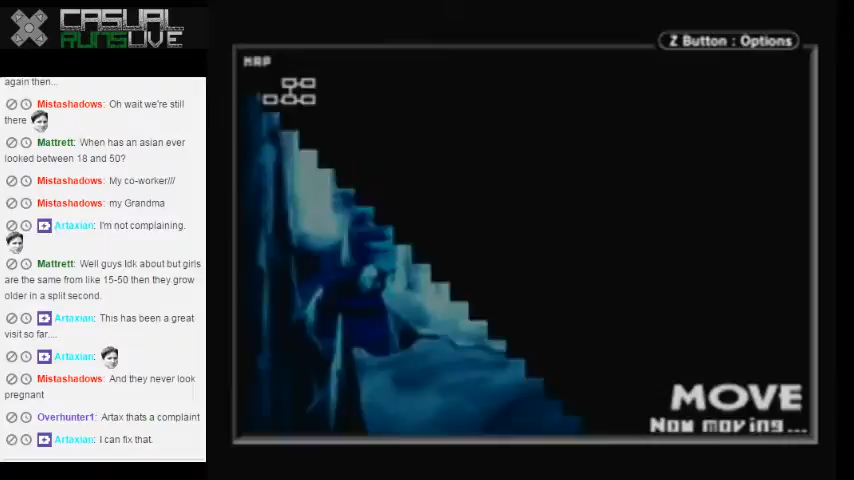 CASUAL
RUNSLIVE
again then...
Mistashadows: Oh wait we're still
there
Mattrett: When has an asian ever
looked between 18 and 50?
Mistashadows: My co-worker///
Mistashadows: my Grandma
Artaxian: I'm not complaining.
Mattrett: Well guys Idk about but girls
are the same from like 15-50 then they grow
older in a split second.
Artaxian: This has been a great
visit so far....
Artaxian:
Mistashadows: And they never look
pregnant
Overhunter1: Artax thats a complaint
Artaxian: I can fix that.
Z Button : Options
MAP
MOVE
Now moving...